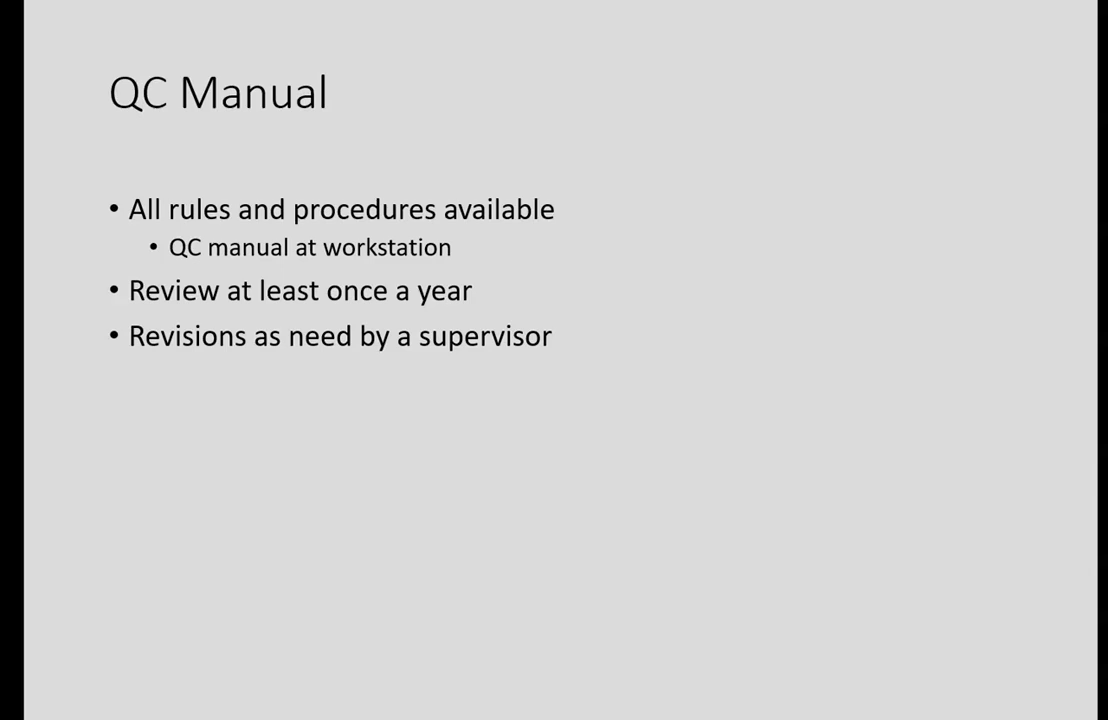 QC Manual
• All rules and procedures available
• QC manual at workstation
• Review at least once a year
• Revisions as need by a supervisor